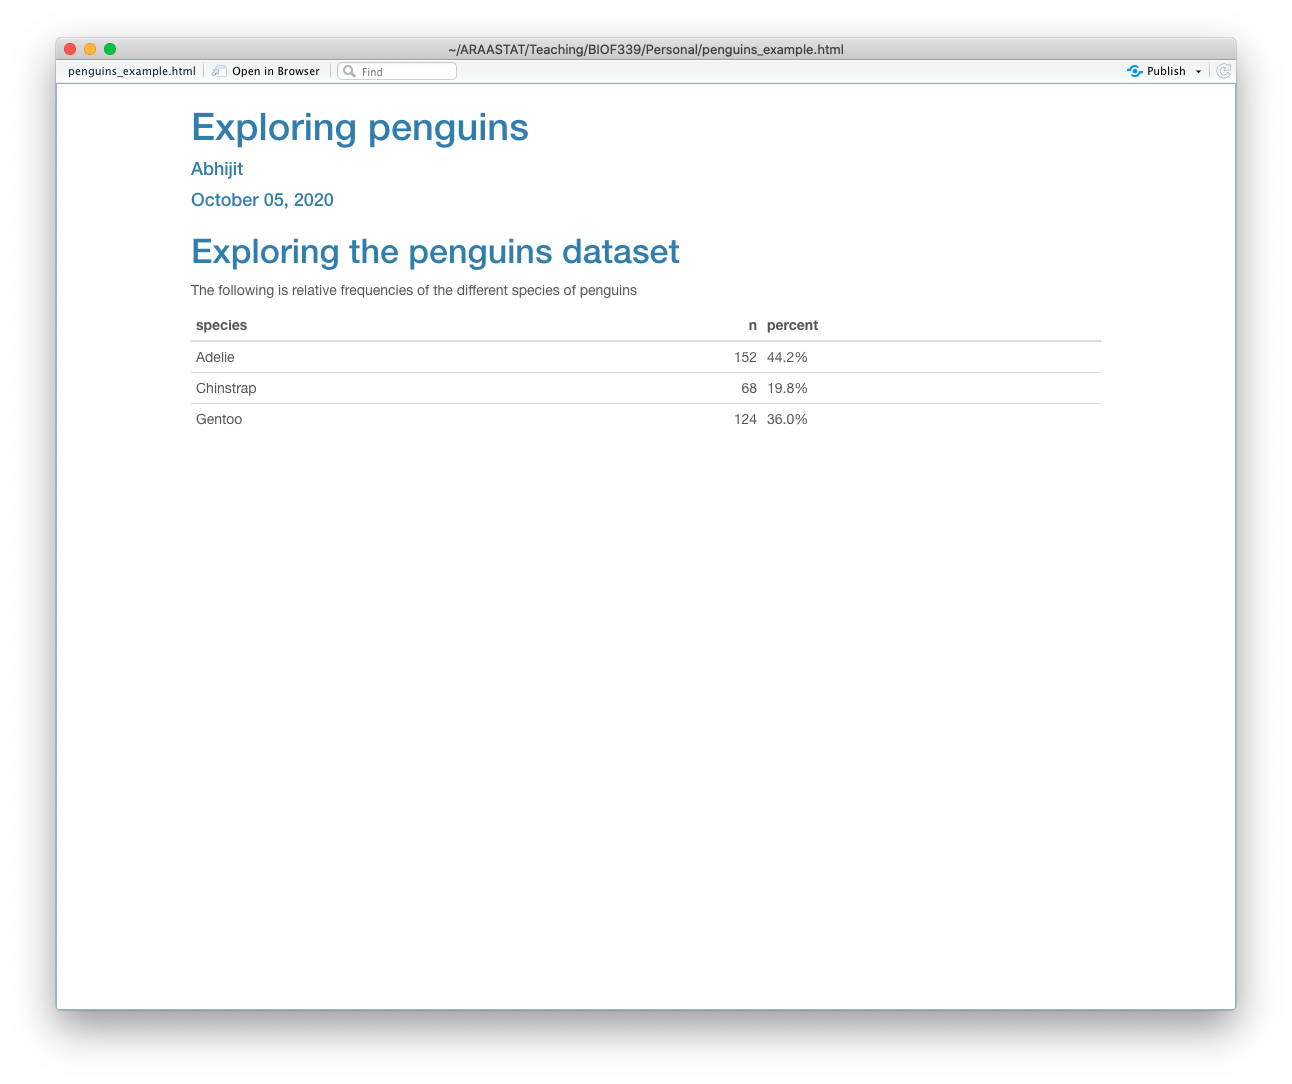 ~/ARAASTAT/Teaching/BIOF339/Personal/penguins_example.html
penguins_example.html Open in Browser Find Publish
Exploring penguins
Abhijit
October 05, 2020
Exploring the penguins dataset
The following is relative frequencies of the different species of penguins
species n percent
Adelie 152 44.2%
Chinstrap 68 19.8%
Gentoo 124 36.0%